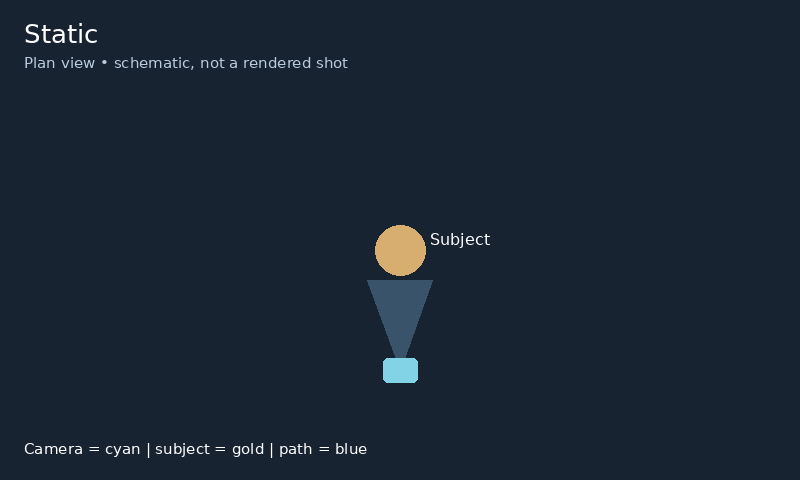 Static
Plan view • schematic, not a rendered shot
Subject
Camera = cyan | subject = gold | path = blue